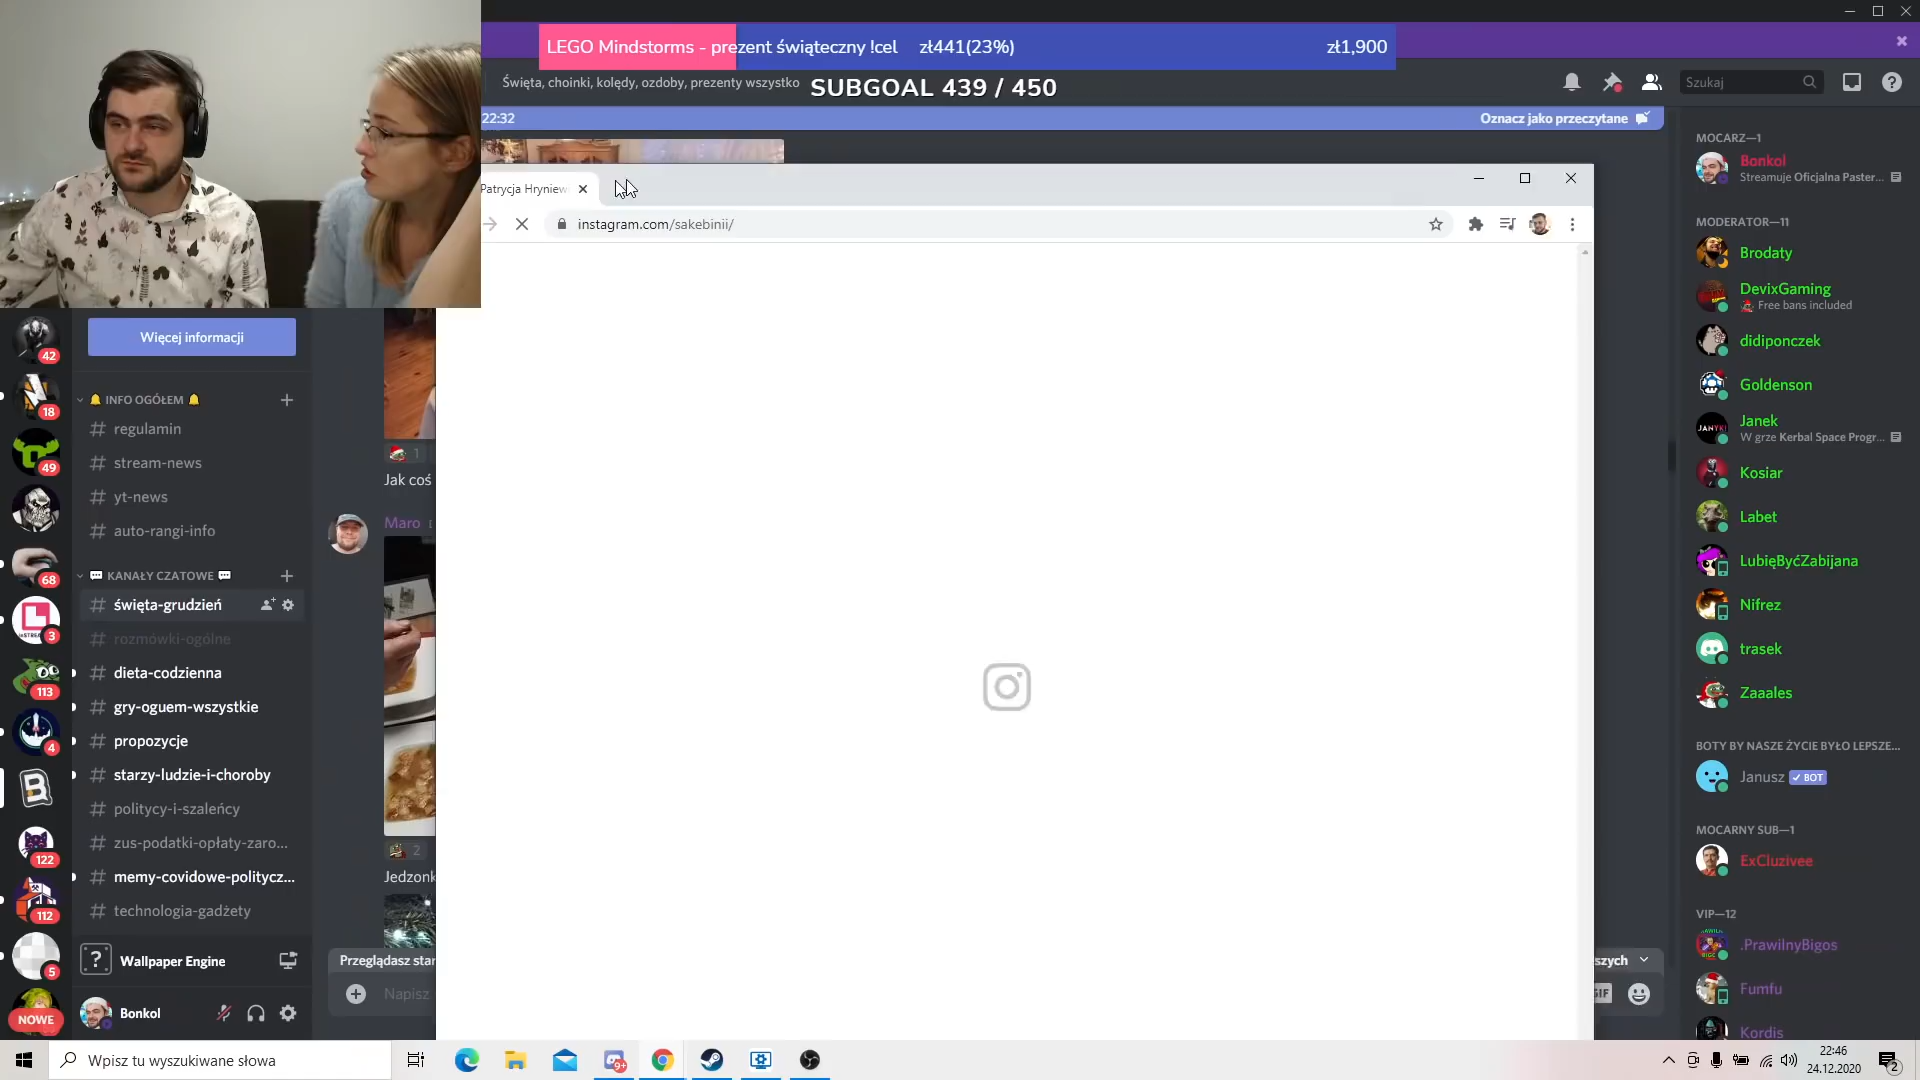 LEGO Mindstorms - prezent świąteczny !cel zł441(23%) zł1,900
Święta, choinki, kolędy, ozdoby, prezenty wszystko
SUBGOAL 439 / 450
Szukaj
22:32
Oznacz jako przeczytane
Patrycja Hryniew
instagram.com/sakebinii/
42
18
49
68
3
113
4
122
112
5
NOWE
Więcej informacji
INFO OGÓŁEM
# regulamin
# stream-news
# yt-news
# auto-rangi-info
KANAŁY CZATOWE
# święta-grudzień
# rozmówki-ogólne
# dieta-codzienna
# gry-oguem-wszystkie
# propozycje
# starzy-ludzie-i-choroby
# politycy-i-szaleńcy
# zus-podatki-opłaty-zaro...
# memy-covidowe-politycz...
# technologia-gadżety
Wallpaper Engine
Bonkol
1
Jak coś
Maro
2
Jedzonk
Przeglądasz star
szych
Napisz
GIF
MOCARZ—1
Bonkol
Streamuje Oficjalna Paster...
MODERATOR—11
Brodaty
DevixGaming
Free bans included
didiponczek
Goldenson
JANYKI
Janek
W grze Kerbal Space Progr...
Kosiar
Labet
LubięByćZabijana
Nifrez
trasek
Zaaales
BOTY BY NASZE ŻYCIE BYŁO LEPSZE...
Janusz ✓ BOT
MOCARNY SUB—1
ExCluzivee
VIP—12
.PrawilnyBigos
Fumfu
Kordis
Wpisz tu wyszukiwane słowa
9+
22:46
24.12.2020
2